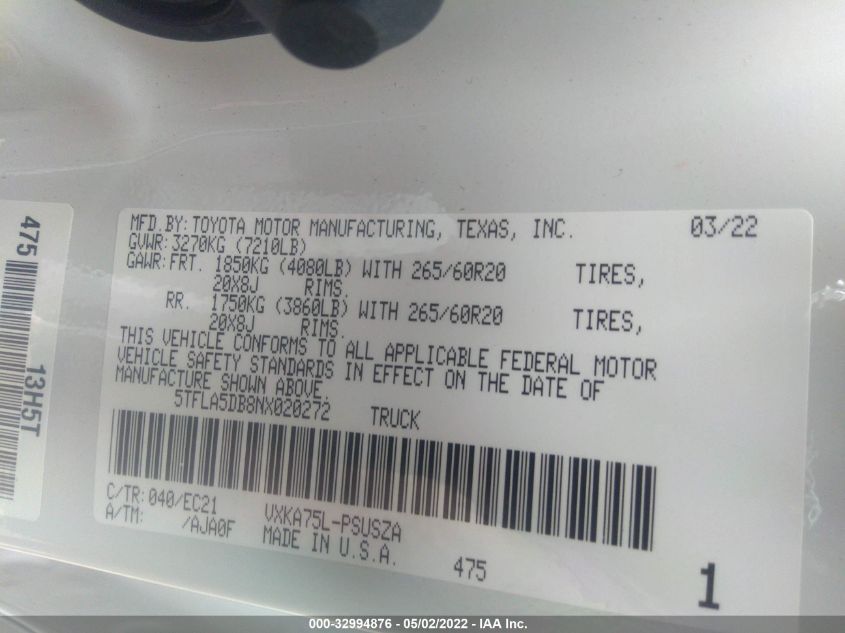 MFD. BY: TOYOTA MOTOR MANUFACTURING, TEXAS, INC. 03/22
GVWR: 3270KG (7210LB)
GAWR: FRT. 1850KG (4080LB) WITH 265/60R20 TIRES,
20X8J RIMS.
RR. 1750KG (3860LB) WITH 265/60R20 TIRES,
20X8J RIMS.
THIS VEHICLE CONFORMS TO ALL APPLICABLE FEDERAL MOTOR
VEHICLE SAFETY STANDARDS IN EFFECT ON THE DATE OF
MANUFACTURE SHOWN ABOVE.
5TFLA5DB8NX020272 TRUCK
C/TR: 040/EC21 VXKA75L-PSUSZA
A/TM: /AJA0F MADE IN U.S.A. 475
1
475 13H5T
000-32994876 - 05/02/2022 - IAA Inc.